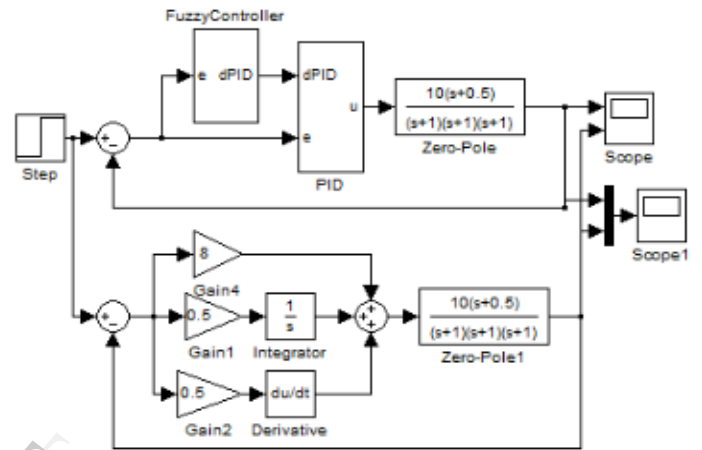 FuzzyController
e dPID
dPID
u
e
PID
10(s+0.5)
(s+1)(s+1)(s+1)
Zero-Pole
Scope
Step
+
-
Scope1
8
Gain4
+
-
0.5
Gain1
1
s
Integrator
+
+
+
10(s+0.5)
(s+1)(s+1)(s+1)
Zero-Pole1
0.5
Gain2
du/dt
Derivative